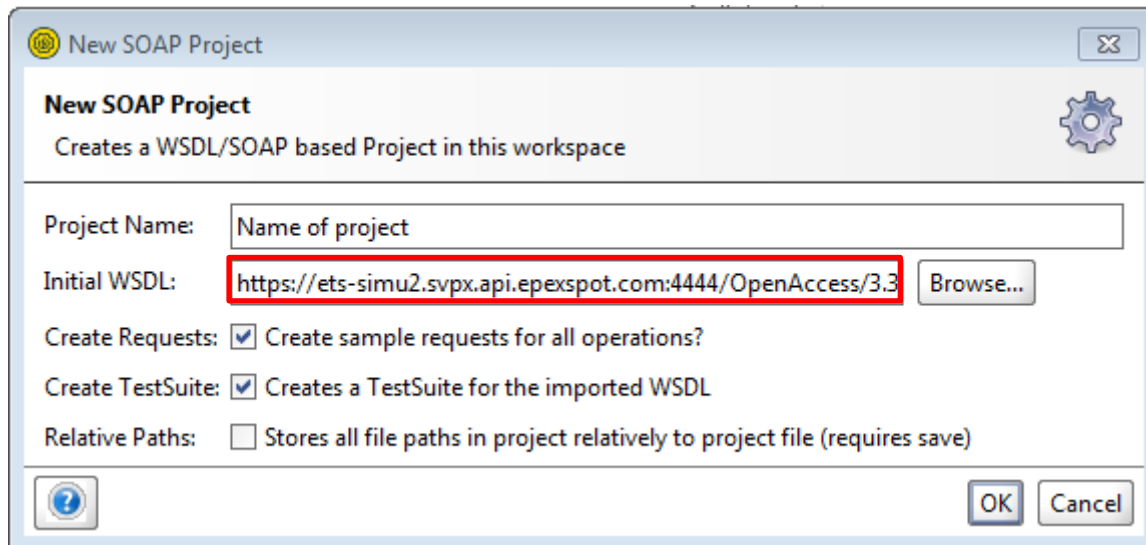 New SOAP Project
New SOAP Project
Creates a WSDL/SOAP based Project in this workspace
Project Name: Name of project
Initial WSDL: https://ets-simu2.svpx.api.epexspot.com:4444/OpenAccess/3.3 Browse...
Create Requests: Create sample requests for all operations?
Create TestSuite: Creates a TestSuite for the imported WSDL
Relative Paths: Stores all file paths in project relatively to project file (requires save)
? OK Cancel